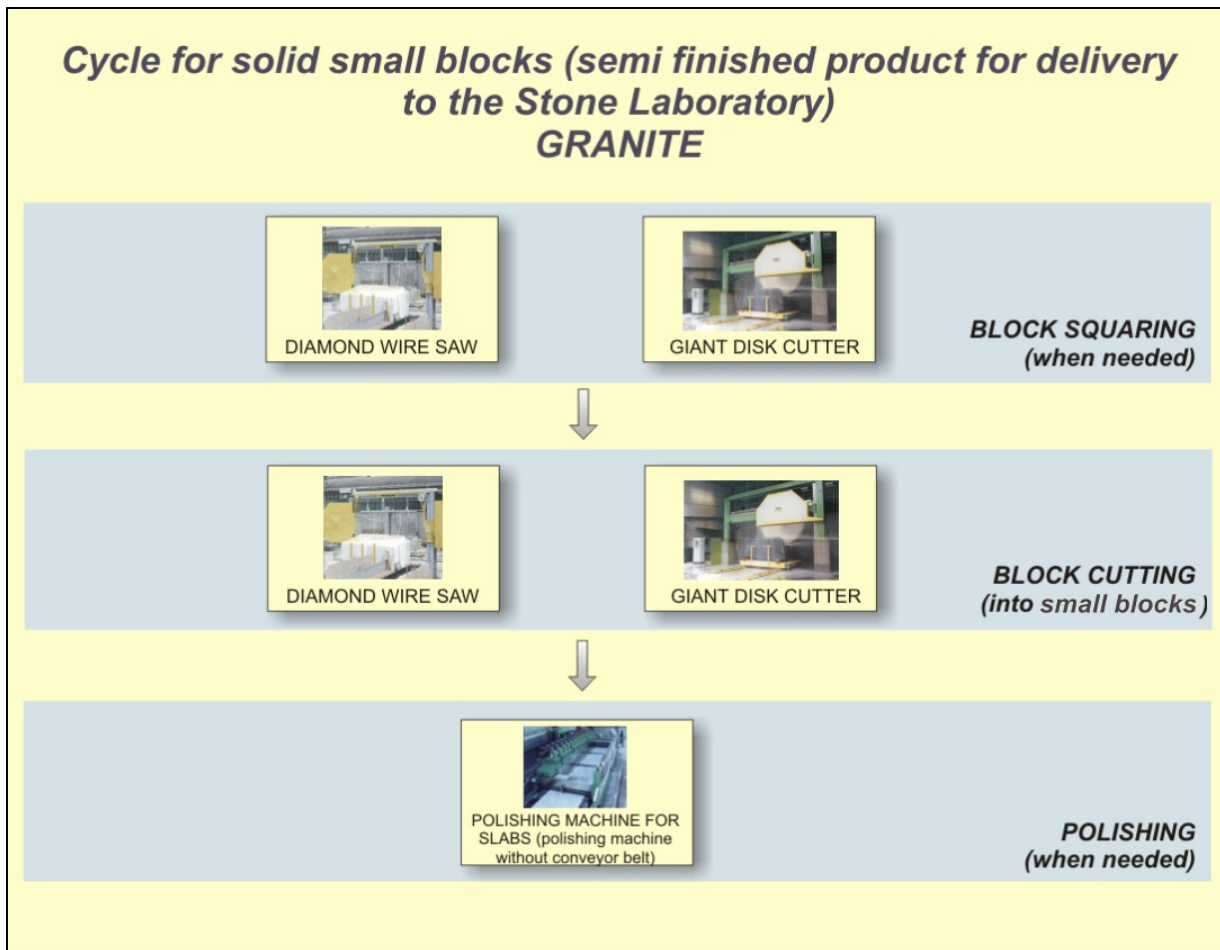 Cycle for solid small blocks (semi finished product for delivery
to the Stone Laboratory)
GRANITE
DIAMOND WIRE SAW
GIANT DISK CUTTER
BLOCK SQUARING
(when needed)
DIAMOND WIRE SAW
GIANT DISK CUTTER
BLOCK CUTTING
(into small blocks)
POLISHING MACHINE FOR
SLABS (polishing machine
without conveyor belt)
POLISHING
(when needed)